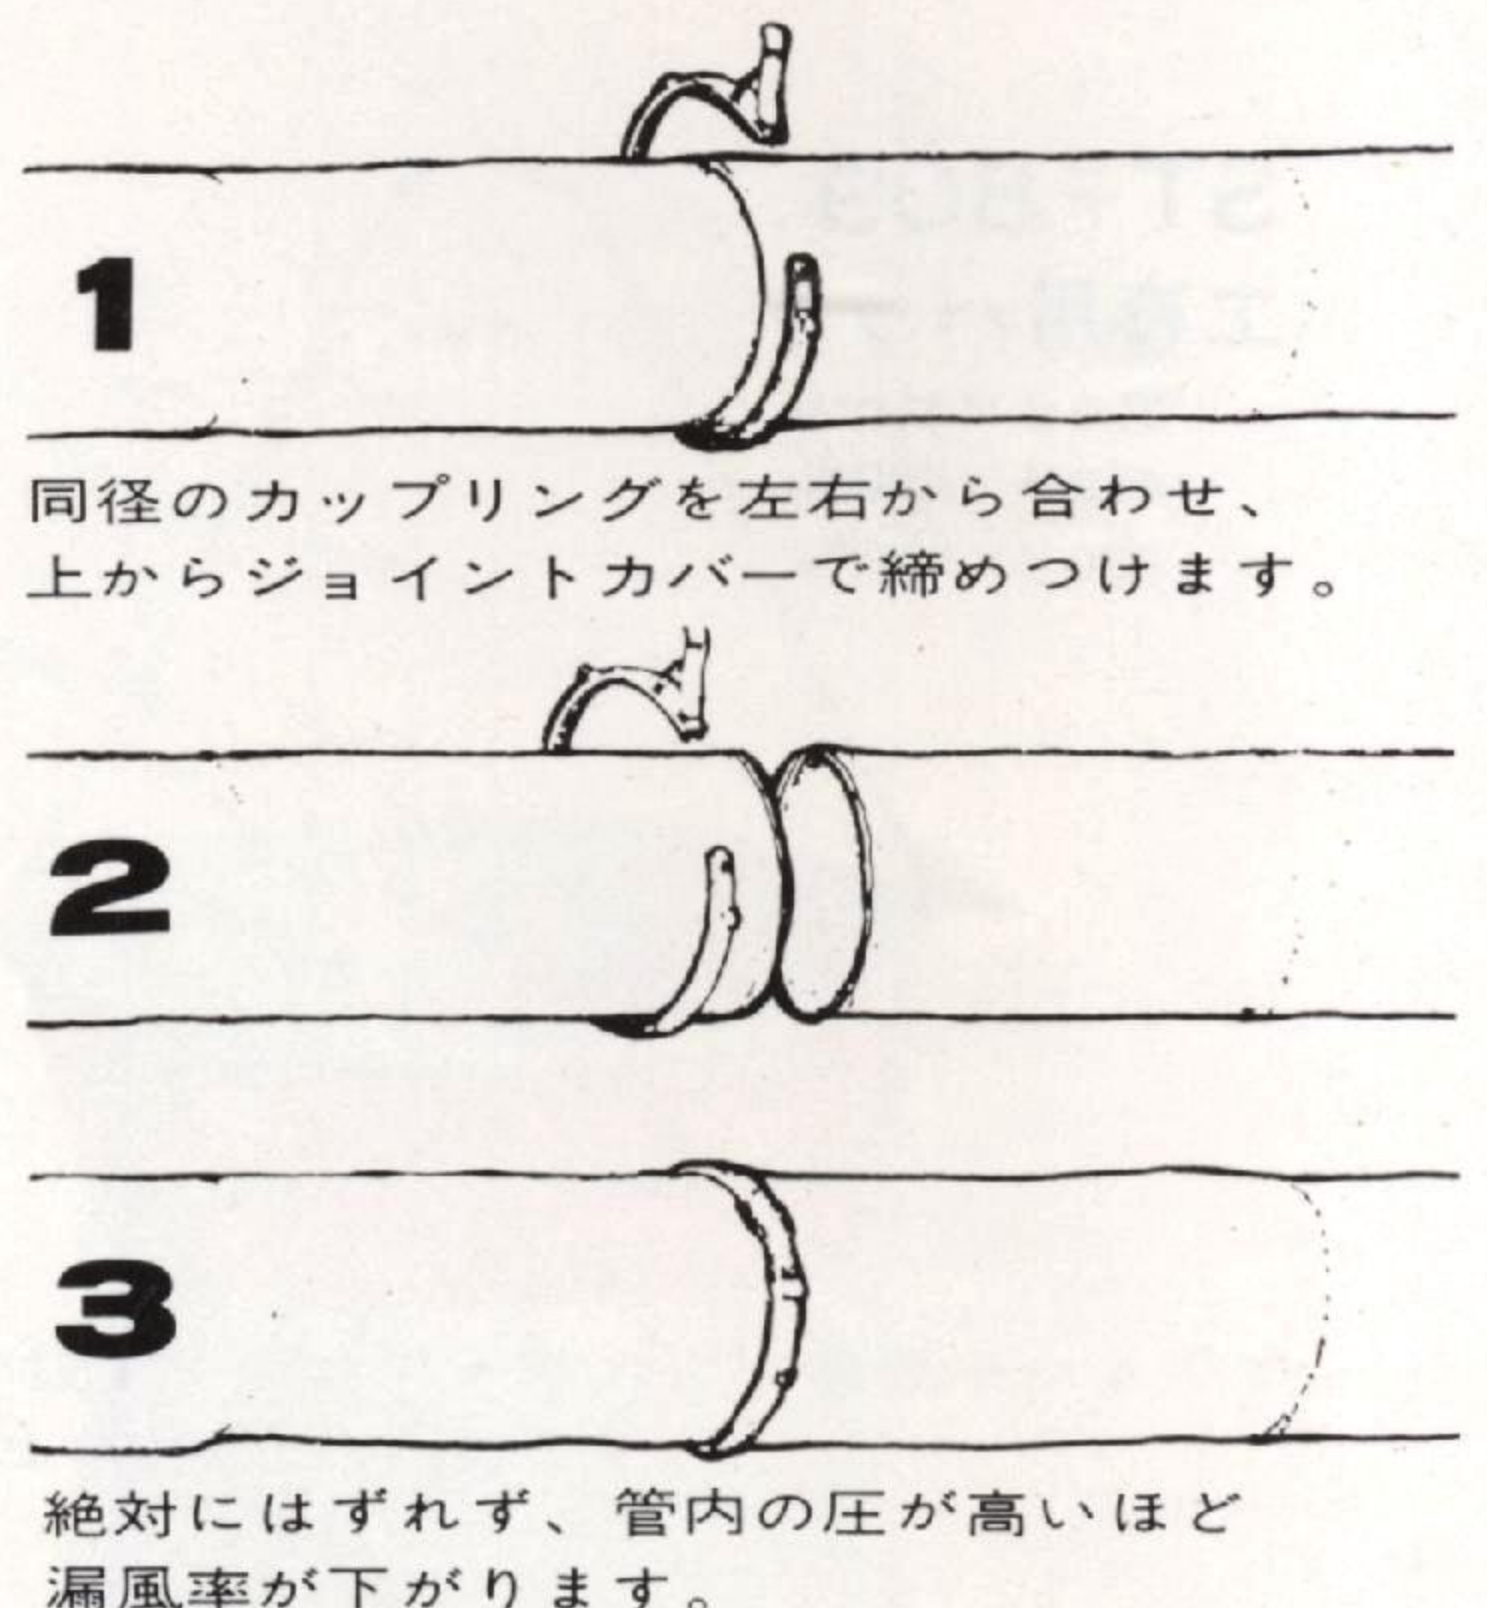 1
同径のカップリングを左右から合わせ、
上からジョイントカバーで締めつけます。
2
3
絶対にはずれず、管内の圧が高いほど
漏風率が下がります。